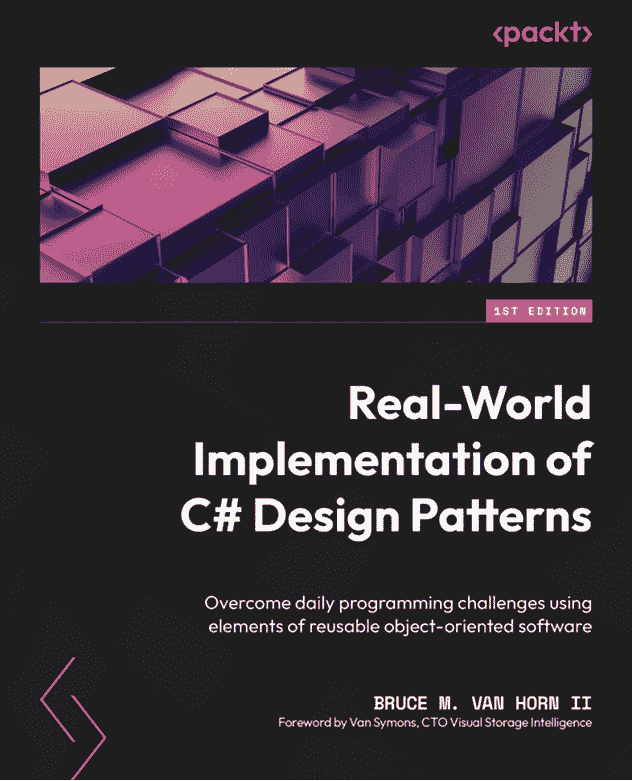 <packt>
1ST EDITION
Real-World
Implementation of
C# Design Patterns
Overcome daily programming challenges using
elements of reusable object-oriented software
BRUCE M. VAN HORN II
Foreword by Van Symons, CTO Visual Storage Intelligence